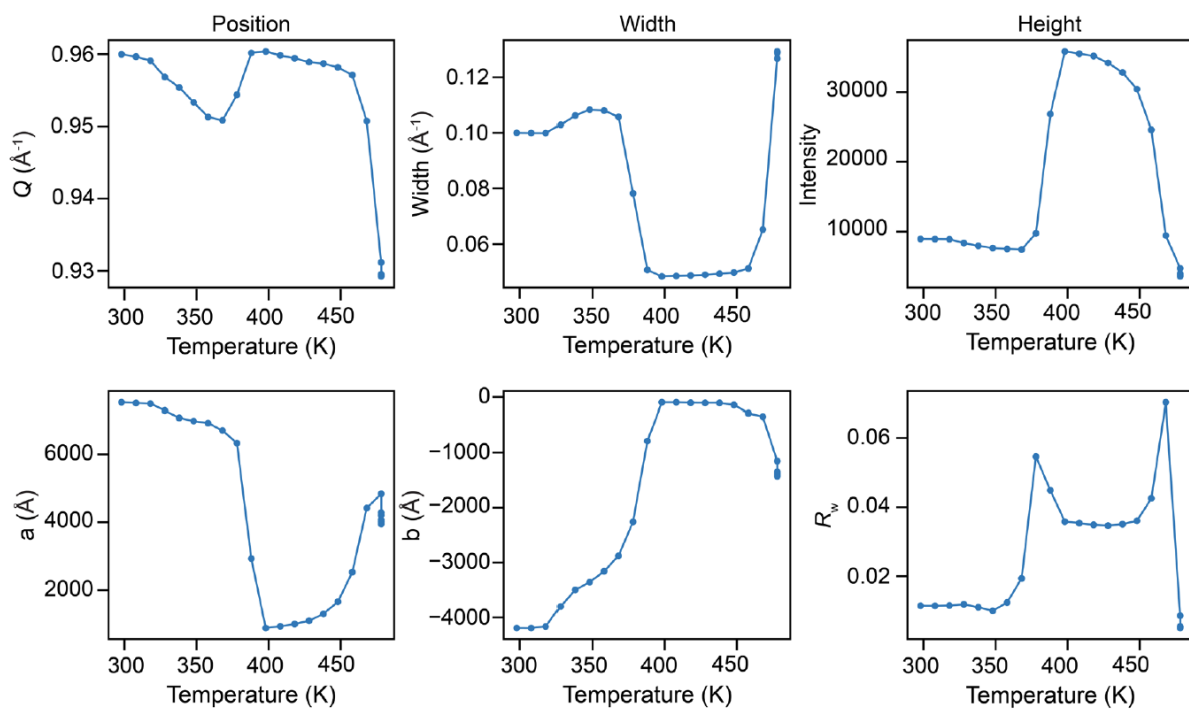 Position
0.96
0.95
0.94
0.93
Q (Å⁻¹)
300 350 400 450
Temperature (K)
Width
0.12
0.10
0.08
0.06
Width (Å⁻¹)
300 350 400 450
Temperature (K)
Height
30000
20000
10000
Intensity
300 350 400 450
Temperature (K)
6000
4000
2000
a (Å)
300 350 400 450
Temperature (K)
0
−1000
−2000
−3000
−4000
b (Å)
300 350 400 450
Temperature (K)
0.06
0.04
0.02
Rw
300 350 400 450
Temperature (K)